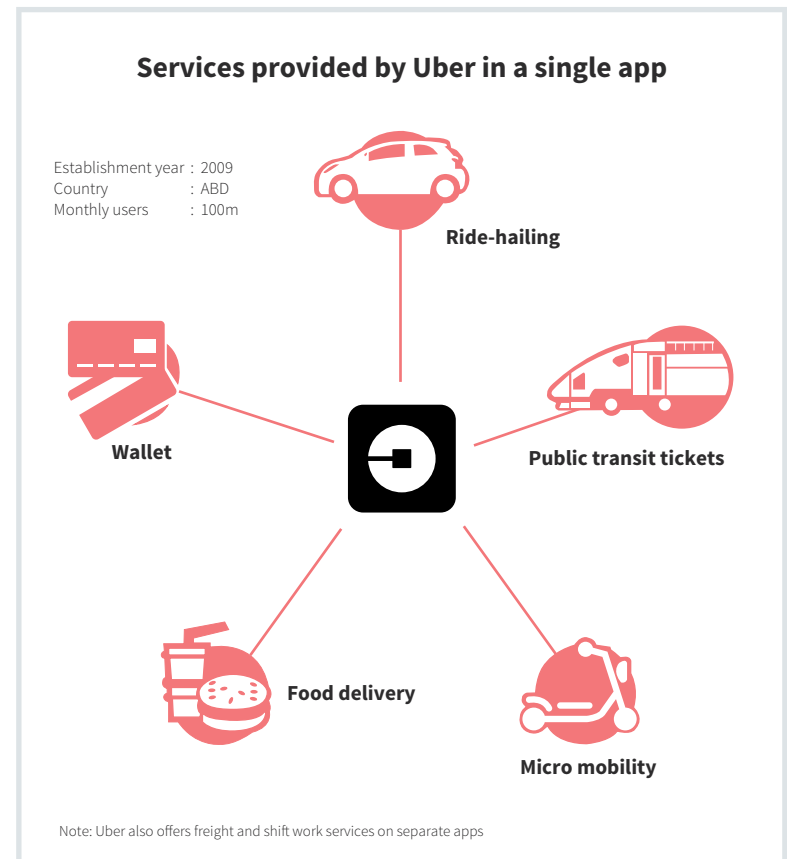 Services provided by Uber in a single app
Establishment year : 2009
Country : ABD
Monthly users : 100m
Ride-hailing
Wallet
Public transit tickets
Food delivery
Micro mobility
Note: Uber also offers freight and shift work services on separate apps